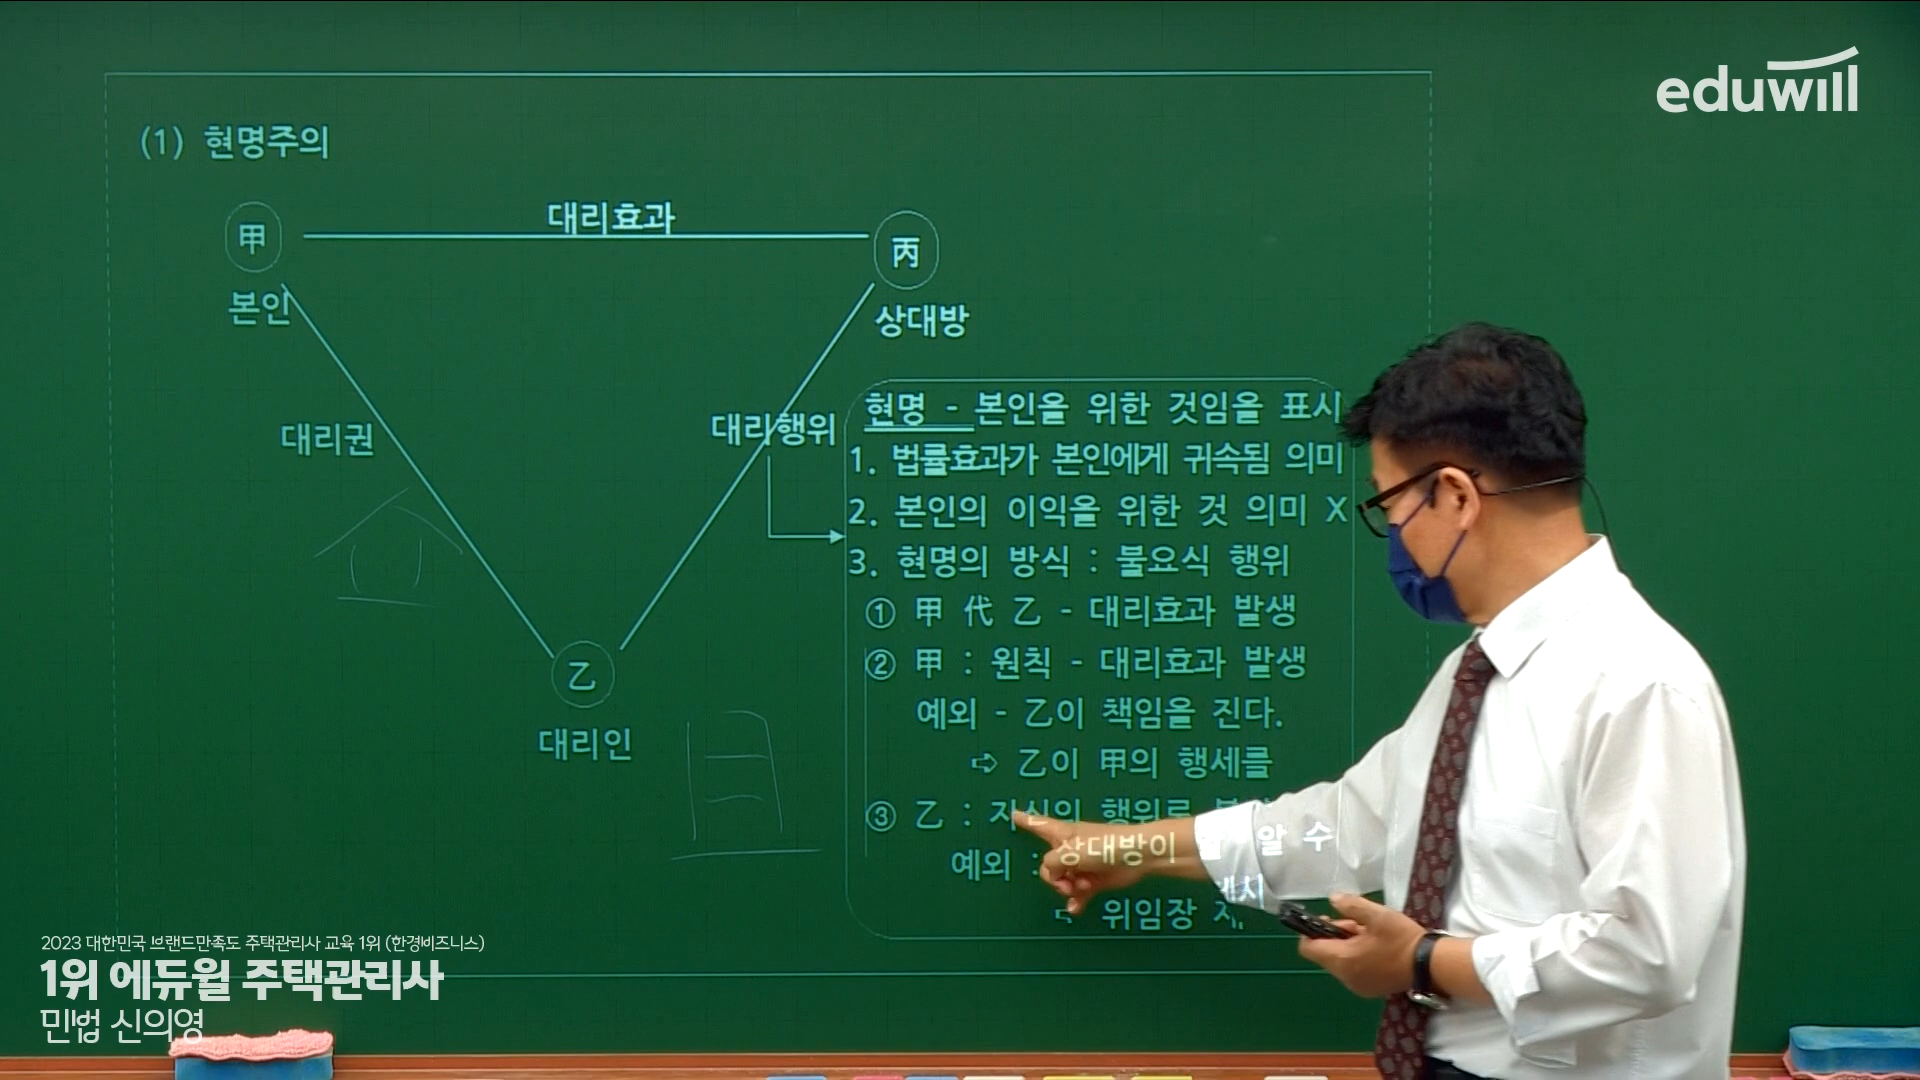 eduwill
(1) 현명주의
대리효과
甲
丙
본인
상대방
대리권
대리행위
乙
대리인
현명 - 본인을 위한 것임을 표시
1. 법률효과가 본인에게 귀속됨 의미
2. 본인의 이익을 위한 것 의미 X
3. 현명의 방식 : 불요식 행위
① 甲 代 乙 - 대리효과 발생
② 甲 : 원칙 - 대리효과 발생
예외 - 乙이 책임을 진다.
⇨ 乙이 甲의 행세를
③ 乙 : 자신의 행위로
예외 : 상대방이 알 수
⇨ 위임장
2023 대한민국 브랜드만족도 주택관리사 교육 1위 (한경비즈니스)
1위 에듀윌 주택관리사
민법 신의영